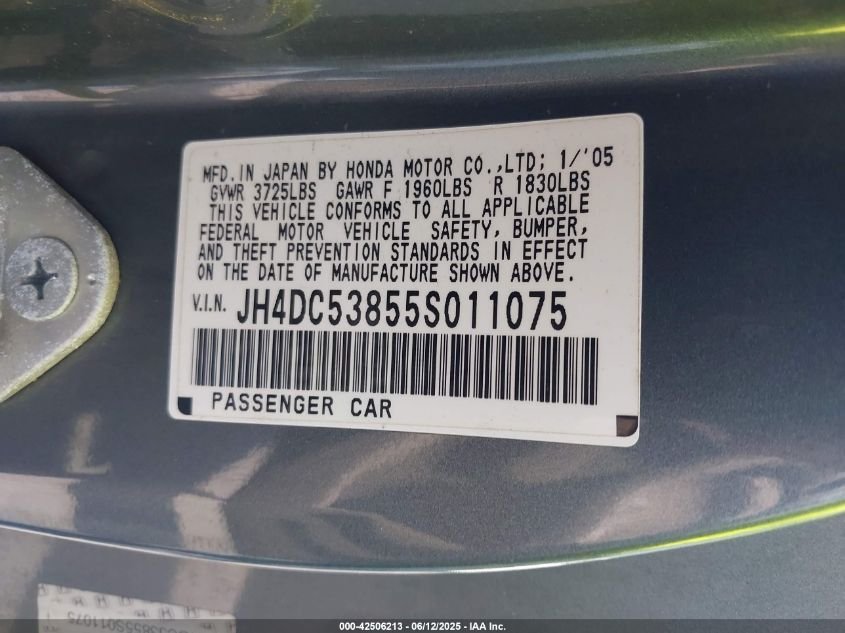 MFD. IN JAPAN BY HONDA MOTOR CO.,LTD; 1/'05
GVWR 3725LBS GAWR F 1960LBS R 1830LBS
THIS VEHICLE CONFORMS TO ALL APPLICABLE
FEDERAL MOTOR VEHICLE SAFETY, BUMPER,
AND THEFT PREVENTION STANDARDS IN EFFECT
ON THE DATE OF MANUFACTURE SHOWN ABOVE.
V.I.N. JH4DC53855S011075
PASSENGER CAR
000-42506213 - 06/12/2025 - IAA Inc.